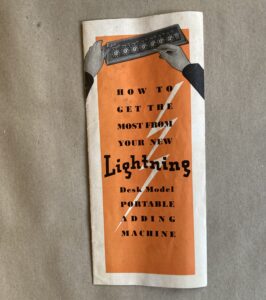 HOW TO
GET THE
MOST FROM
YOUR NEW
Lightning
Desk Model
PORTABLE
ADDING
MACHINE